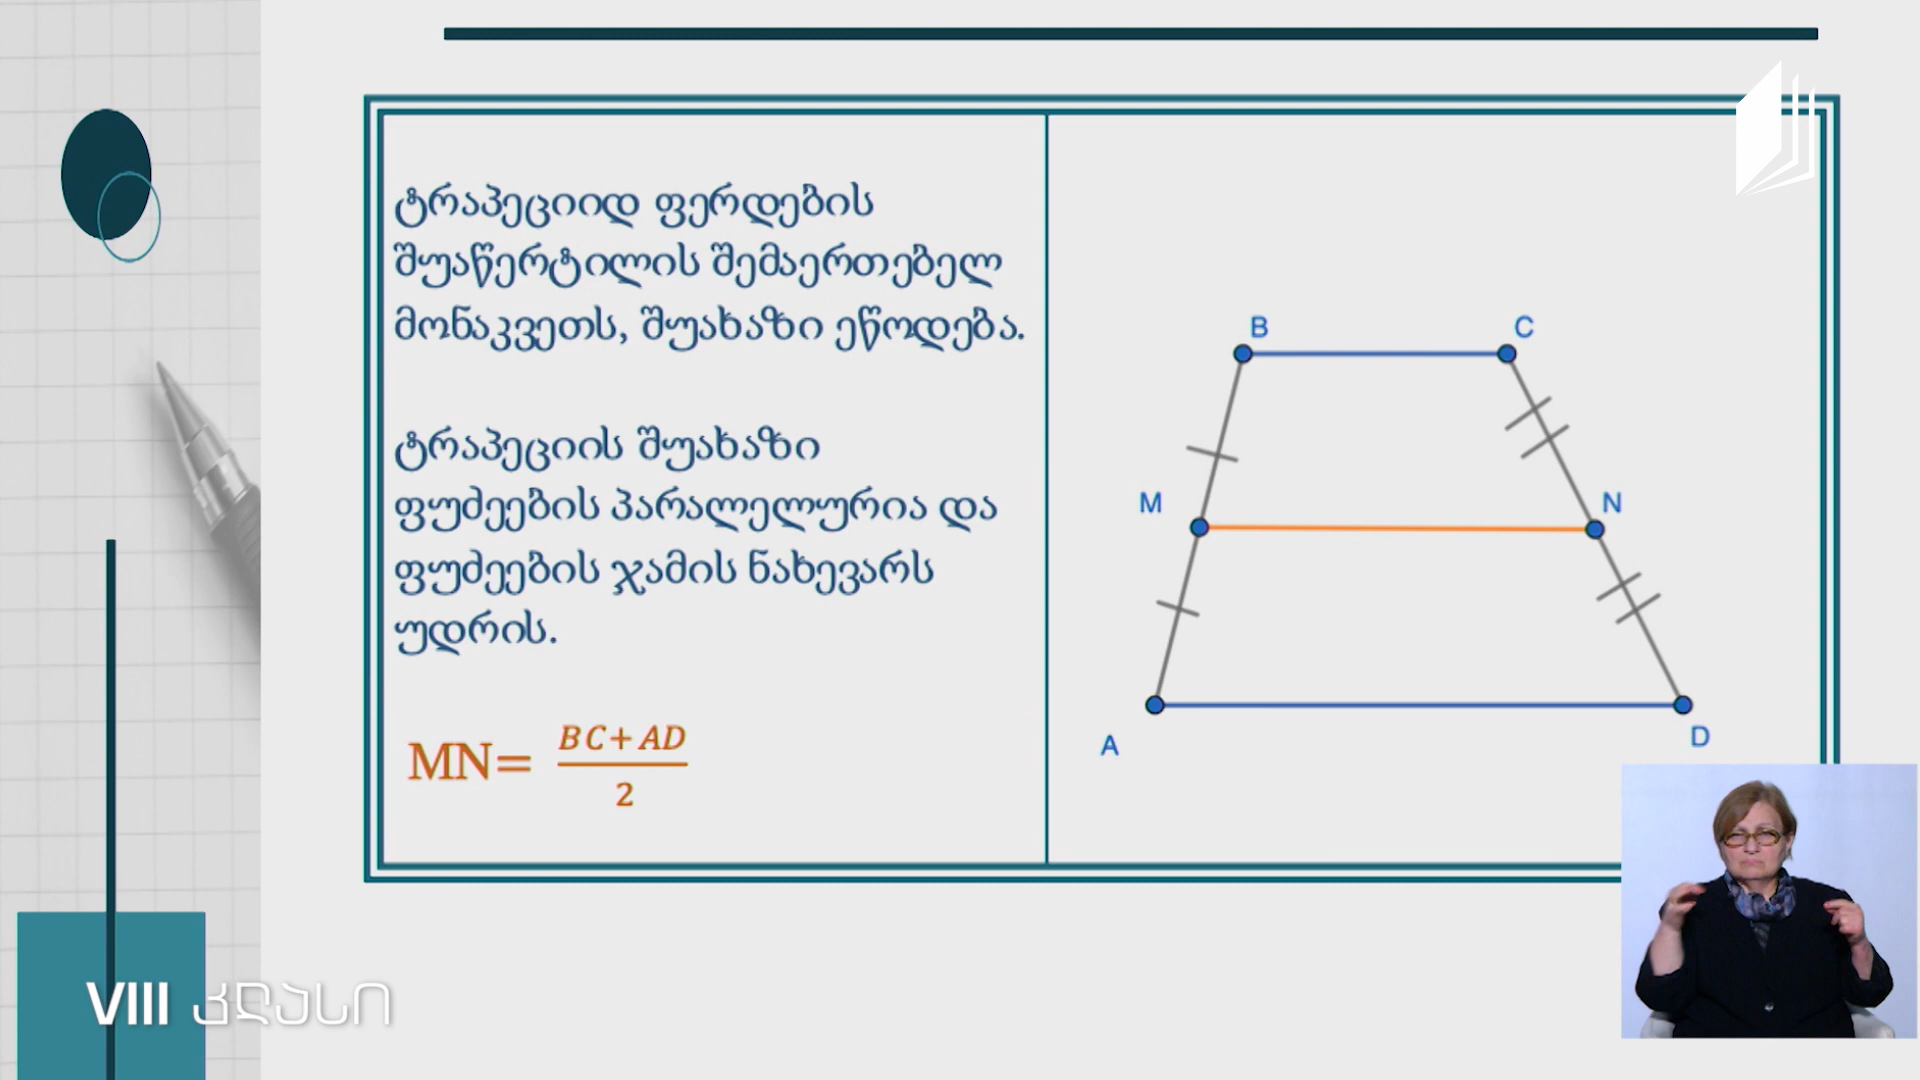 ტრაპეციიდ ფერდების
შუაწერტილის შემაერთებელ
მონაკვეთს, შუახაზი ეწოდება.
ტრაპეციის შუახაზი
ფუძეების პარალელურია და
ფუძეების ჯამის ნახევარს
უდრის.
MN= BC+AD
2
B C
M N
A D
VIII კლასი